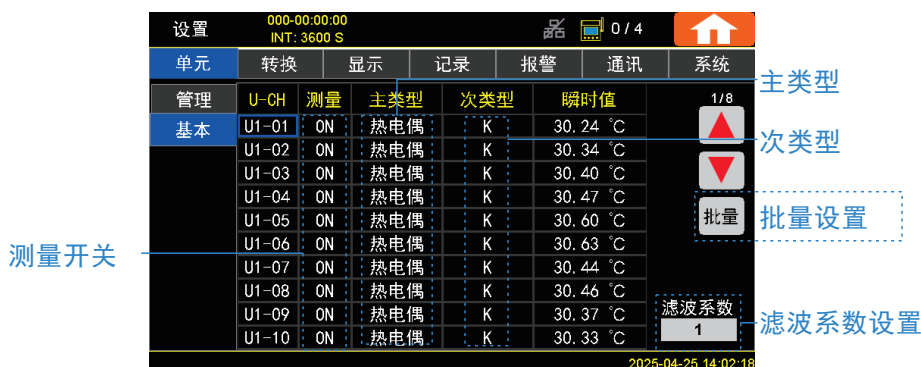 设置 000-00:00:00 0 / 4
INT: 3600 S
单元 转换 显示 记录 报警 通讯 系统
主类型
管理 U-CH 测量 主类型 次类型 瞬时值 1/8
基本 U1-01 ON 热电偶 K 30.24 °C
次类型
U1-02 ON 热电偶 K 30.34 °C
U1-03 ON 热电偶 K 30.40 °C
U1-04 ON 热电偶 K 30.47 °C
U1-05 ON 热电偶 K 30.60 °C 批量 批量设置
U1-06 ON 热电偶 K 30.63 °C
测量开关
U1-07 ON 热电偶 K 30.44 °C
U1-08 ON 热电偶 K 30.46 °C
U1-09 ON 热电偶 K 30.37 °C 滤波系数
U1-10 ON 热电偶 K 30.33 °C 1 滤波系数设置
2025-04-25 14:02:18